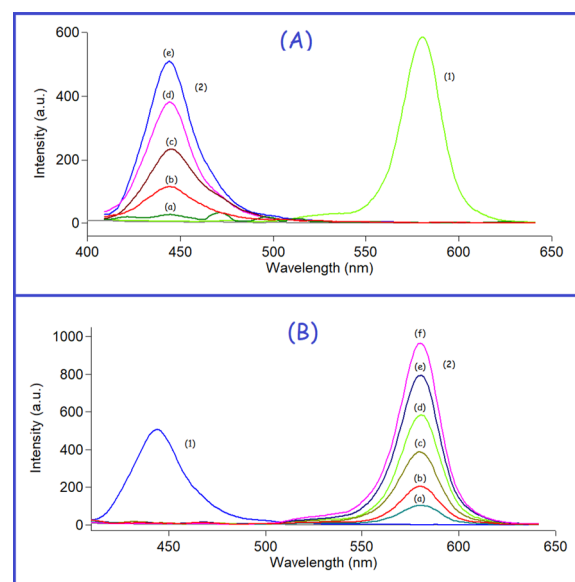 (A)
600
400
200
0
Intensity (a.u.)
(e)
(2)
(d)
(c)
(b)
(a)
(1)
400
450
500
550
600
650
Wavelength (nm)
(B)
1000
800
600
400
200
0
Intensity (a.u.)
(1)
(f)
(2)
(e)
(d)
(c)
(b)
(a)
450
500
550
600
650
Wavelength (nm)